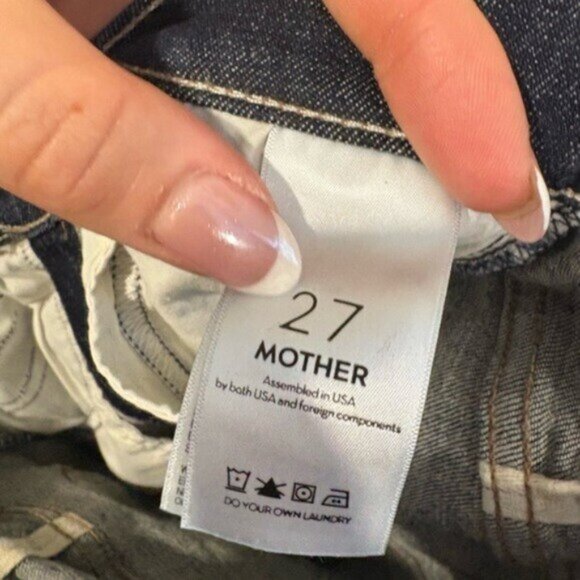 27
MOTHER
Assembled in USA
by both USA and foreign components
DO YOUR OWN LAUNDRY